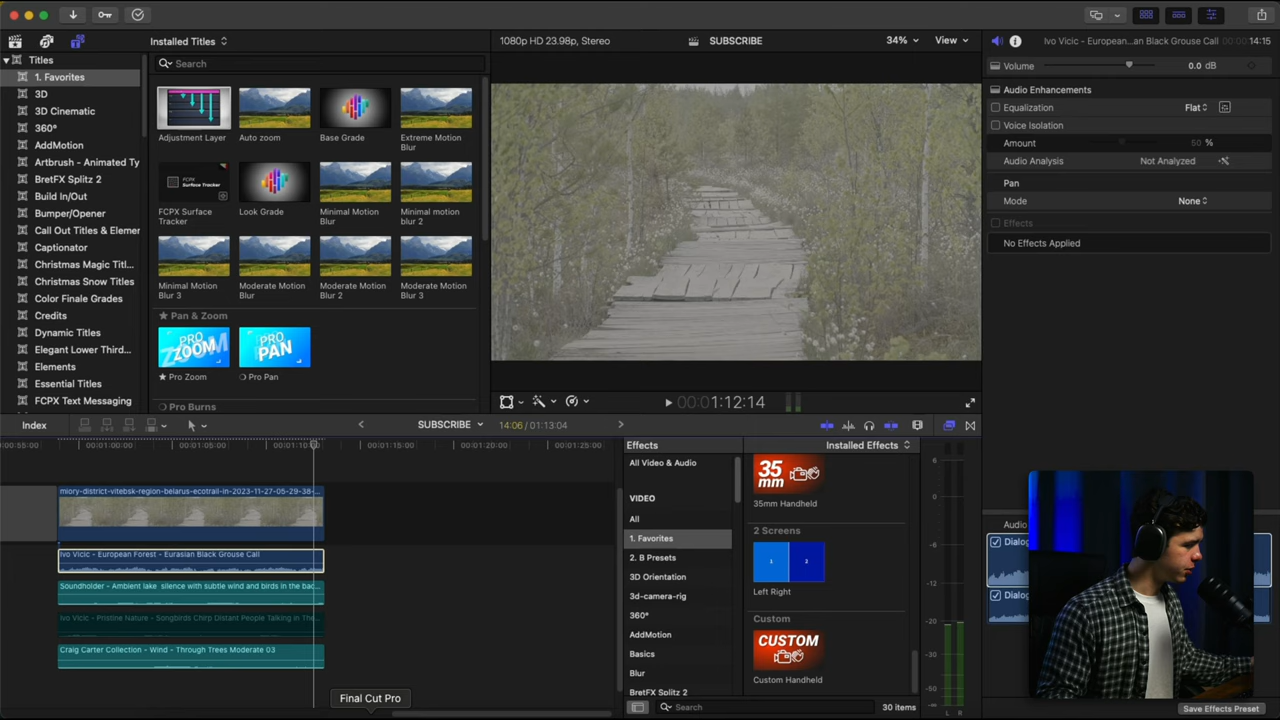 Installed Titles
1080p HD 23.98p, Stereo
SUBSCRIBE
34%
View
Ivo Vicic - European...an Black Grouse Call
00:00:14:15
Titles
1. Favorites
3D
3D Cinematic
360°
AddMotion
Artbrush - Animated Ty
BretFX Splitz 2
Build In/Out
Bumper/Opener
Call Out Titles & Elemer
Captionator
Christmas Magic Titl...
Christmas Snow Titles
Color Finale Grades
Credits
Dynamic Titles
Elegant Lower Third...
Elements
Essential Titles
FCPX Text Messaging
Search
Adjustment Layer
Auto zoom
Base Grade
Extreme Motion
Blur
FCPX
Surface Tracker
FCPX Surface
Tracker
Look Grade
Minimal Motion
Blur
Minimal motion
blur 2
Minimal Motion
Blur 3
Moderate Motion
Blur
Moderate Motion
Blur 2
Moderate Motion
Blur 3
Pan & Zoom
PRO
ZOOM
PRO
PAN
Pro Zoom
Pro Pan
Pro Burns
00:00:01:12:14
Volume
0.0 dB
Audio Enhancements
Equalization
Flat
Voice Isolation
Amount
50 %
Audio Analysis
Not Analyzed
Pan
Mode
None
Effects
No Effects Applied
Index
SUBSCRIBE
14:06 / 01:13:04
00:55:00
00:01:00:00
00:01:05:00
00:01:10:00
00:01:15:00
00:01:20:00
00:01:25:00
miory-district-vitebsk-region-belarus-ecotrail-in-2023-11-27-05-29-38-...
Ivo Vicic - European Forest - Eurasian Black Grouse Call
Soundholder - Ambient lake silence with subtle wind and birds in the bac...
Ivo Vicic - Pristine Nature - Songbirds Chirp Distant People Talking in The...
Craig Carter Collection - Wind - Through Trees Moderate 03
Final Cut Pro
Effects
Installed Effects
All Video & Audio
VIDEO
All
1. Favorites
2. B Presets
3D Orientation
3d-camera-rig
360°
AddMotion
Basics
Blur
BretFX Splitz 2
35
mm
35mm Handheld
2 Screens
1
2
Left Right
Custom
CUSTOM
Custom Handheld
Search
30 items
6
0
-6
-12
-20
-30
-50
L R
Audio
Dialog
Dialog
Save Effects Preset